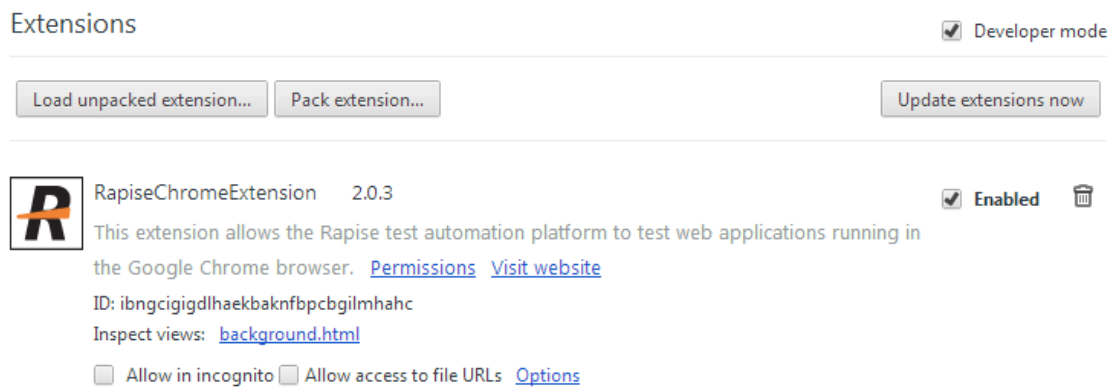 Extensions Developer mode
Load unpacked extension... Pack extension... Update extensions now
R RapiseChromeExtension 2.0.3 Enabled
This extension allows the Rapise test automation platform to test web applications running in
the Google Chrome browser. Permissions Visit website
ID: ibngcigigdlhaekbaknfbpcbgilmhahc
Inspect views: background.html
Allow in incognito Allow access to file URLs Options